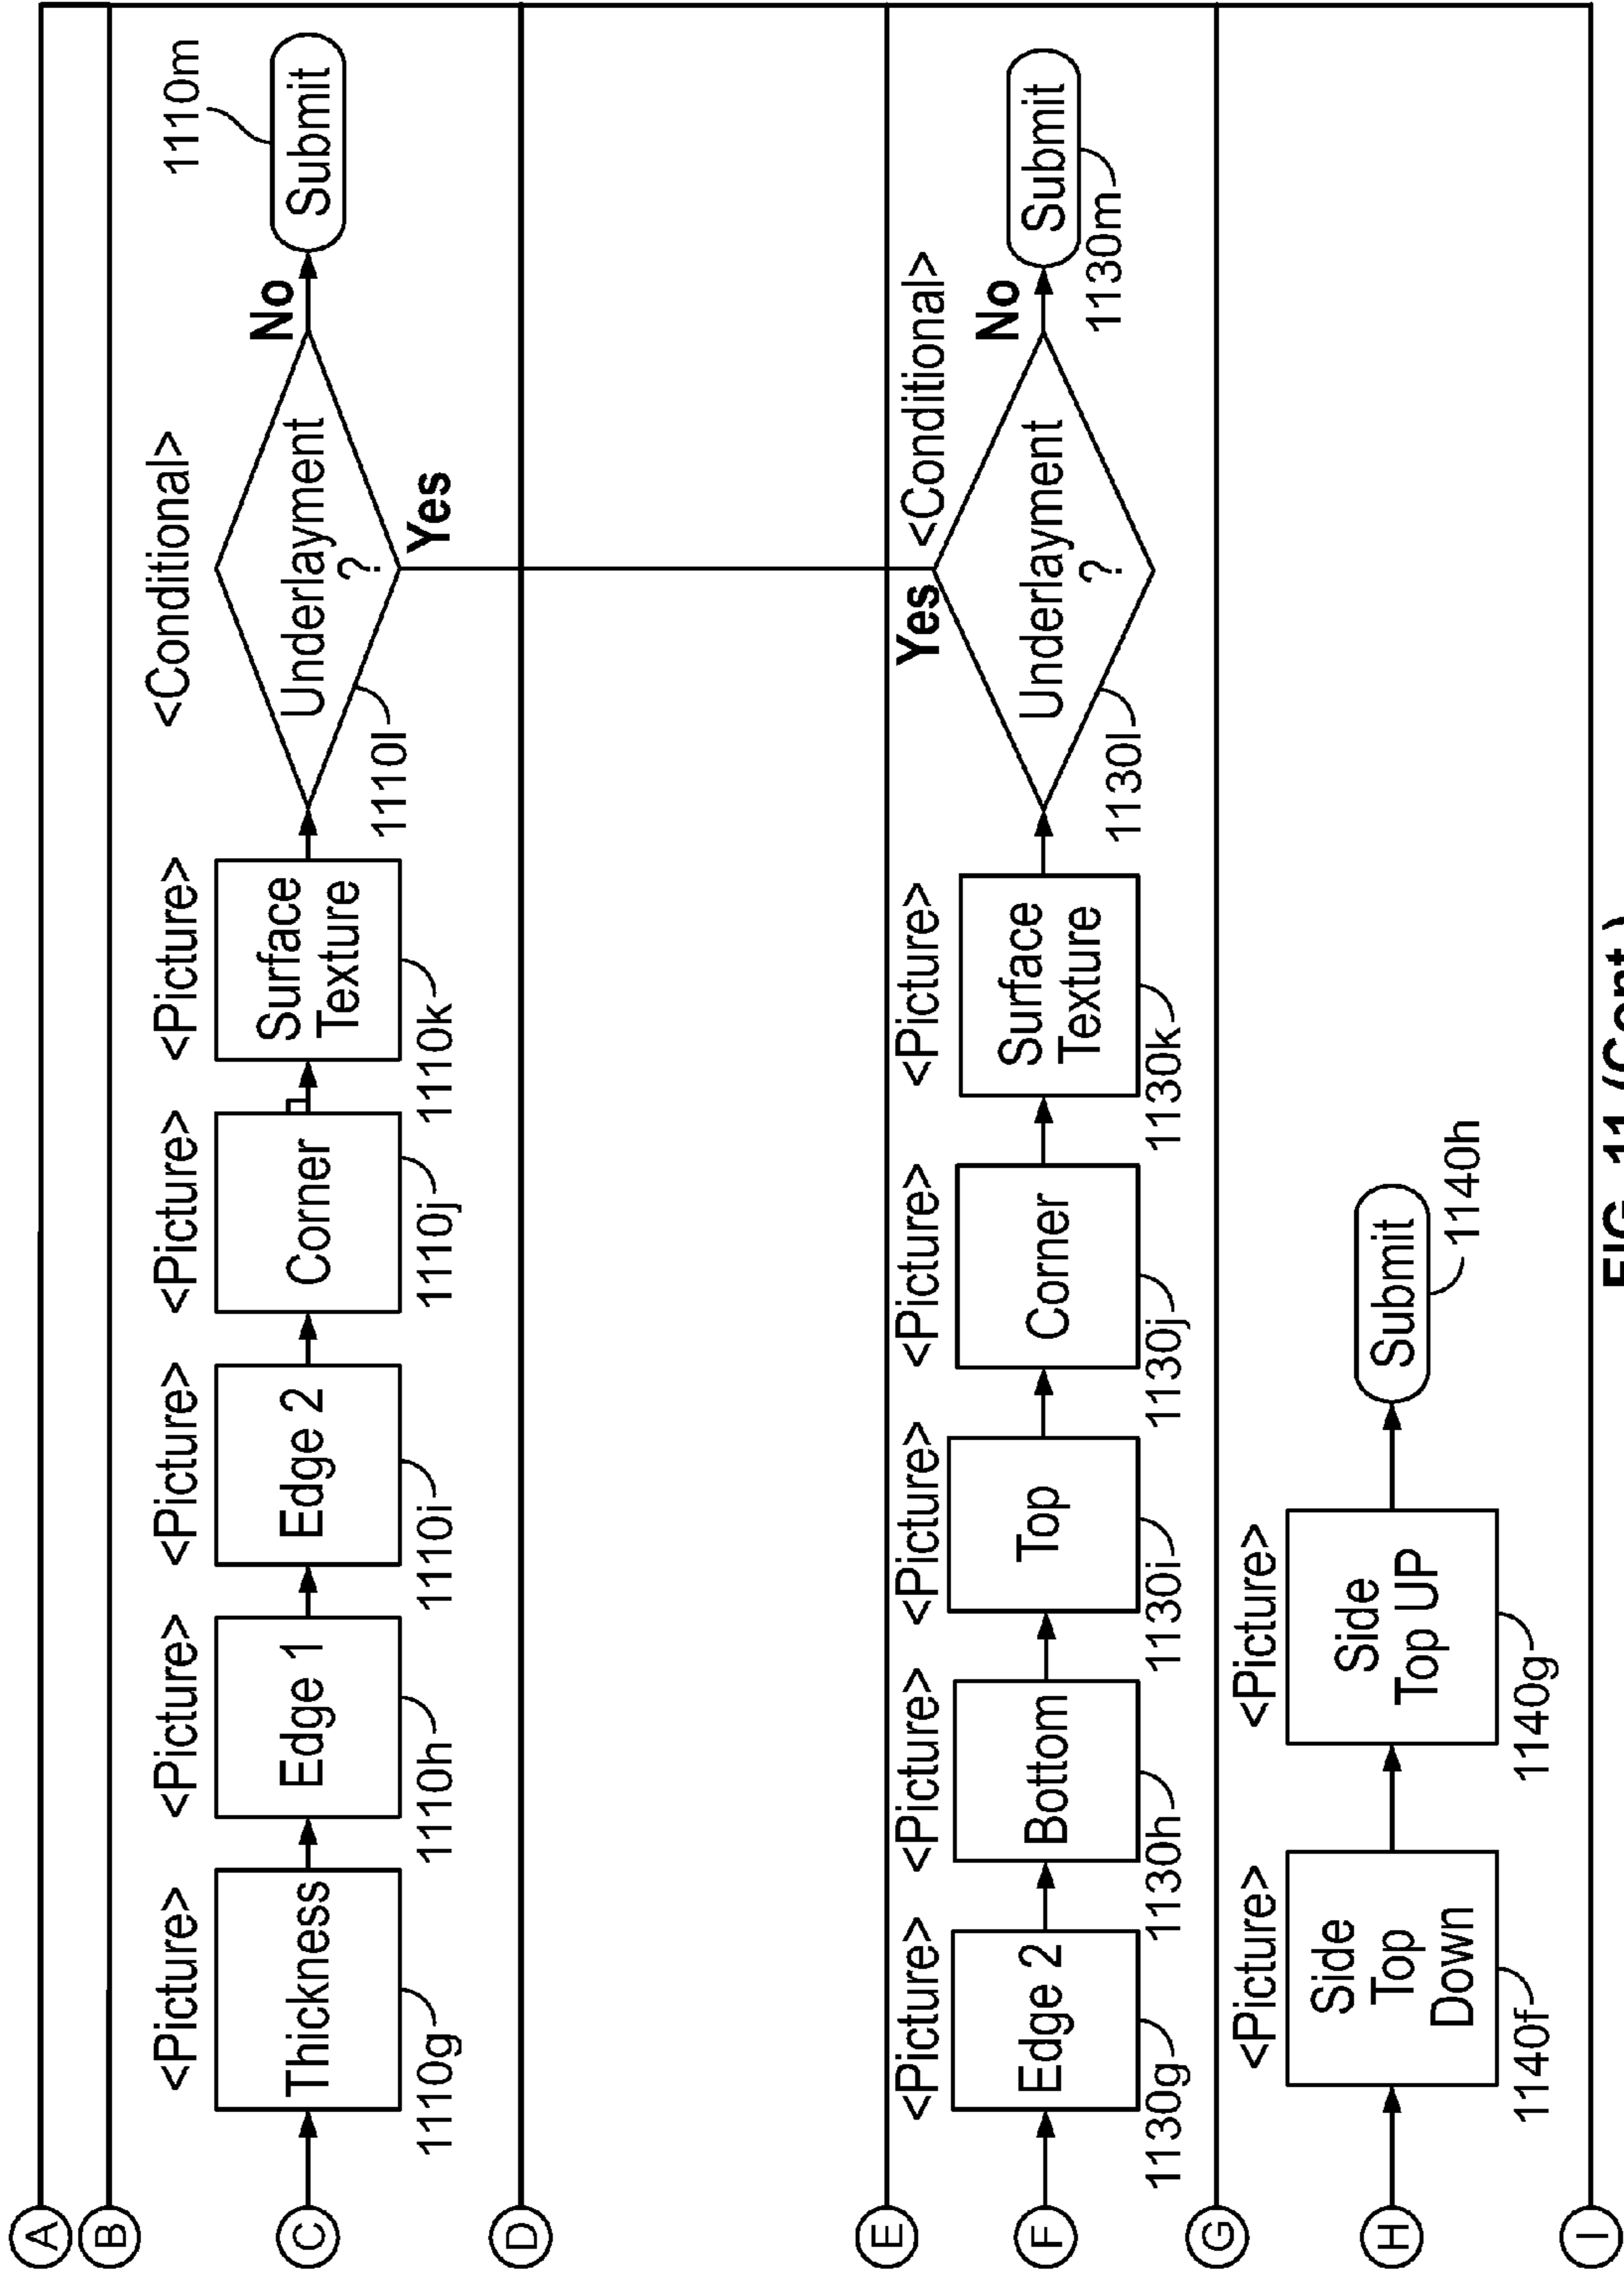 A
B
C
<Picture>
Thickness
1110g
<Picture>
Edge 1
1110h
<Picture>
Edge 2
1110i
<Picture>
Corner
1110j
<Picture>
Surface
Texture
1110k
<Conditional>
Underlayment
?
1110l
No
Yes
Submit
1110m
D
E
F
<Picture>
Edge 2
1130g
<Picture>
Bottom
1130h
<Picture>
Top
1130i
<Picture>
Corner
1130j
<Picture>
Surface
Texture
1130k
Yes
<Conditional>
Underlayment
?
1130l
No
Submit
1130m
G
H
<Picture>
Side
Top
Down
1140f
<Picture>
Side
Top UP
1140g
Submit
1140h
I
FIG. 11 (Cont.)